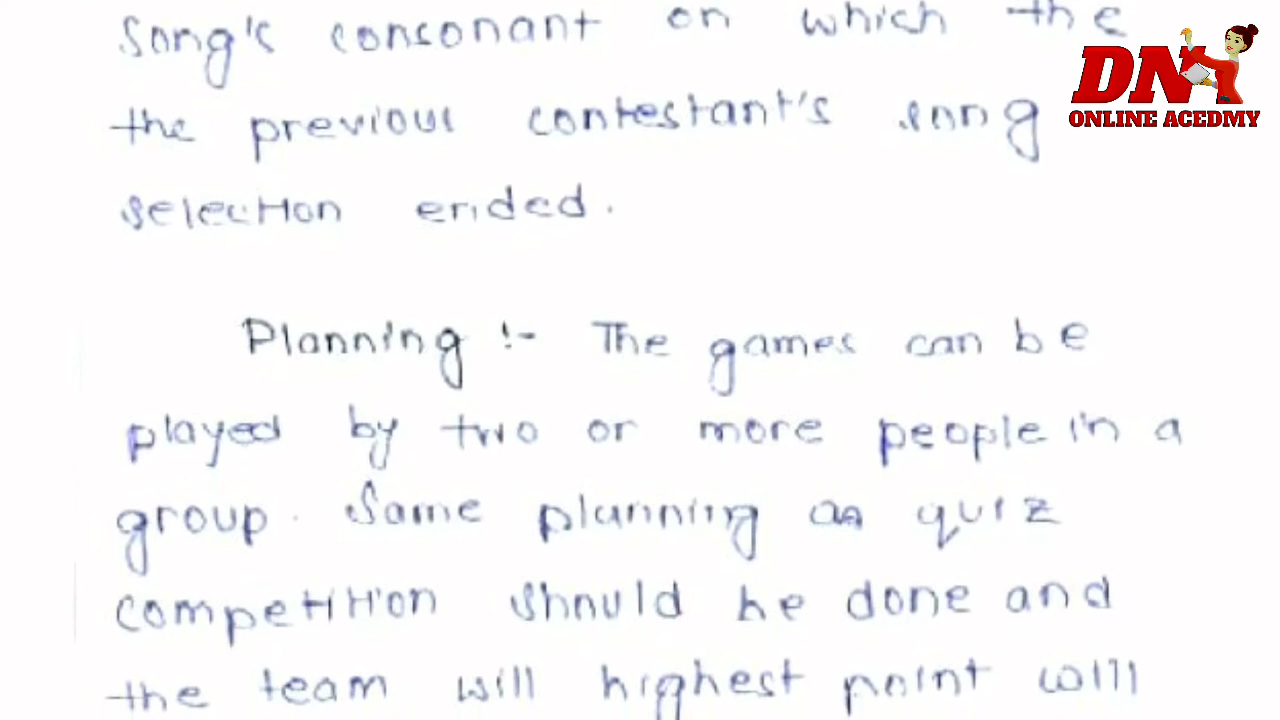 song's consonant on which the
the previous contestant's song
selection ended.
Planning :- The games can be
played by two or more people in a
group. Same planning as quiz
competition should be done and
the team will highest point will
DNY
ONLINE ACEDMY